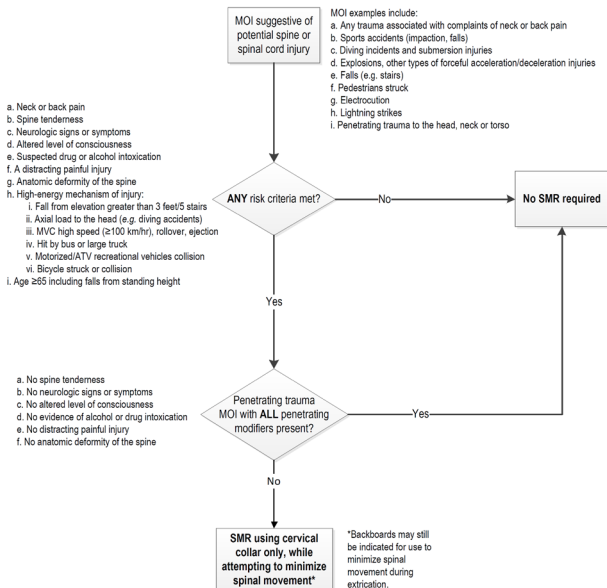 MOI suggestive of
potential spine or
spinal cord injury
MOI examples include:
a. Any trauma associated with complaints of neck or back pain
b. Sports accidents (impaction, falls)
c. Diving incidents and submersion injuries
d. Explosions, other types of forceful acceleration/deceleration injuries
e. Falls (e.g. stairs)
f. Pedestrians struck
g. Electrocution
h. Lightning strikes
i. Penetrating trauma to the head, neck or torso
a. Neck or back pain
b. Spine tenderness
c. Neurologic signs or symptoms
d. Altered level of consciousness
e. Suspected drug or alcohol intoxication
f. A distracting painful injury
g. Anatomic deformity of the spine
h. High-energy mechanism of injury:
i. Fall from elevation greater than 3 feet/5 stairs
ii. Axial load to the head (e.g. diving accidents)
iii. MVC high speed (≥100 km/hr), rollover, ejection
iv. Hit by bus or large truck
v. Motorized/ATV recreational vehicles collision
vi. Bicycle struck or collision
i. Age ≥65 including falls from standing height
ANY risk criteria met?
No
No SMR required
Yes
a. No spine tenderness
b. No neurologic signs or symptoms
c. No altered level of consciousness
d. No evidence of alcohol or drug intoxication
e. No distracting painful injury
f. No anatomic deformity of the spine
Penetrating trauma
MOI with ALL penetrating
modifiers present?
Yes
No
SMR using cervical
collar only, while
attempting to minimize
spinal movement*
*Backboards may still
be indicated for use to
minimize spinal
movement during
extrication.